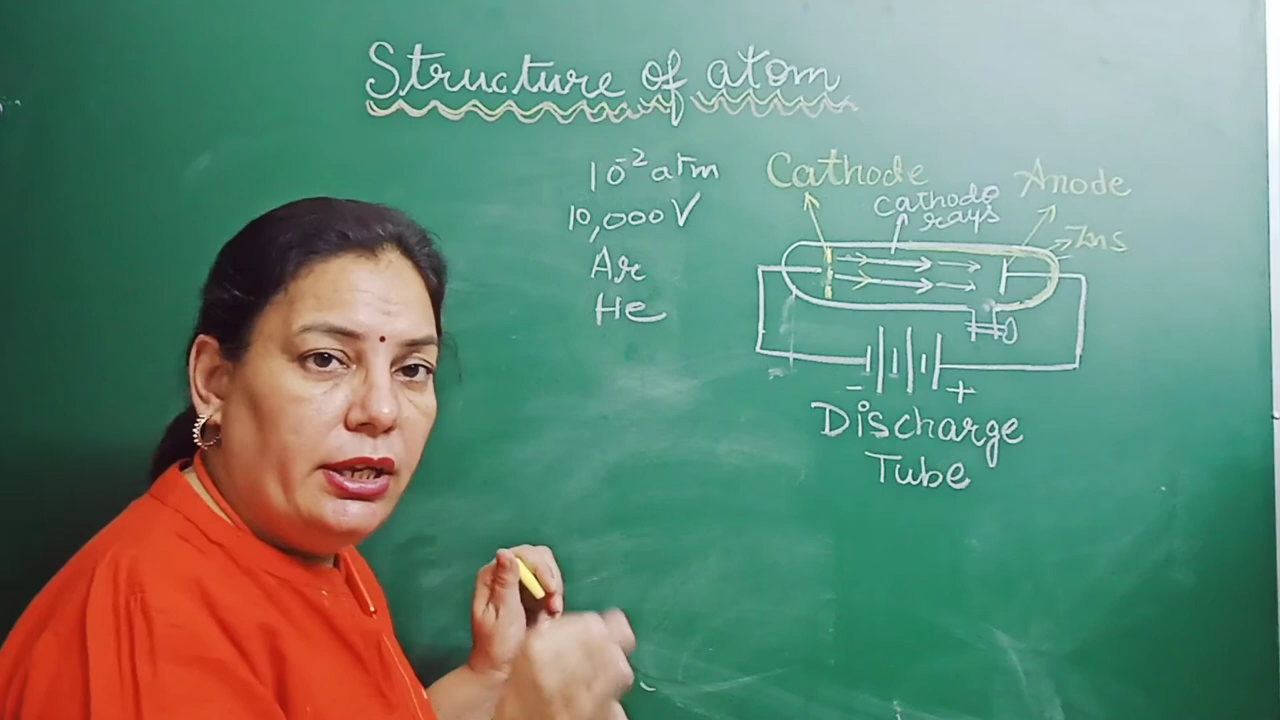 Structure of atom
10⁻² atm
10,000 V
Ar
He
Cathode
Anode
cathode
rays
Zns
- +
Discharge
Tube